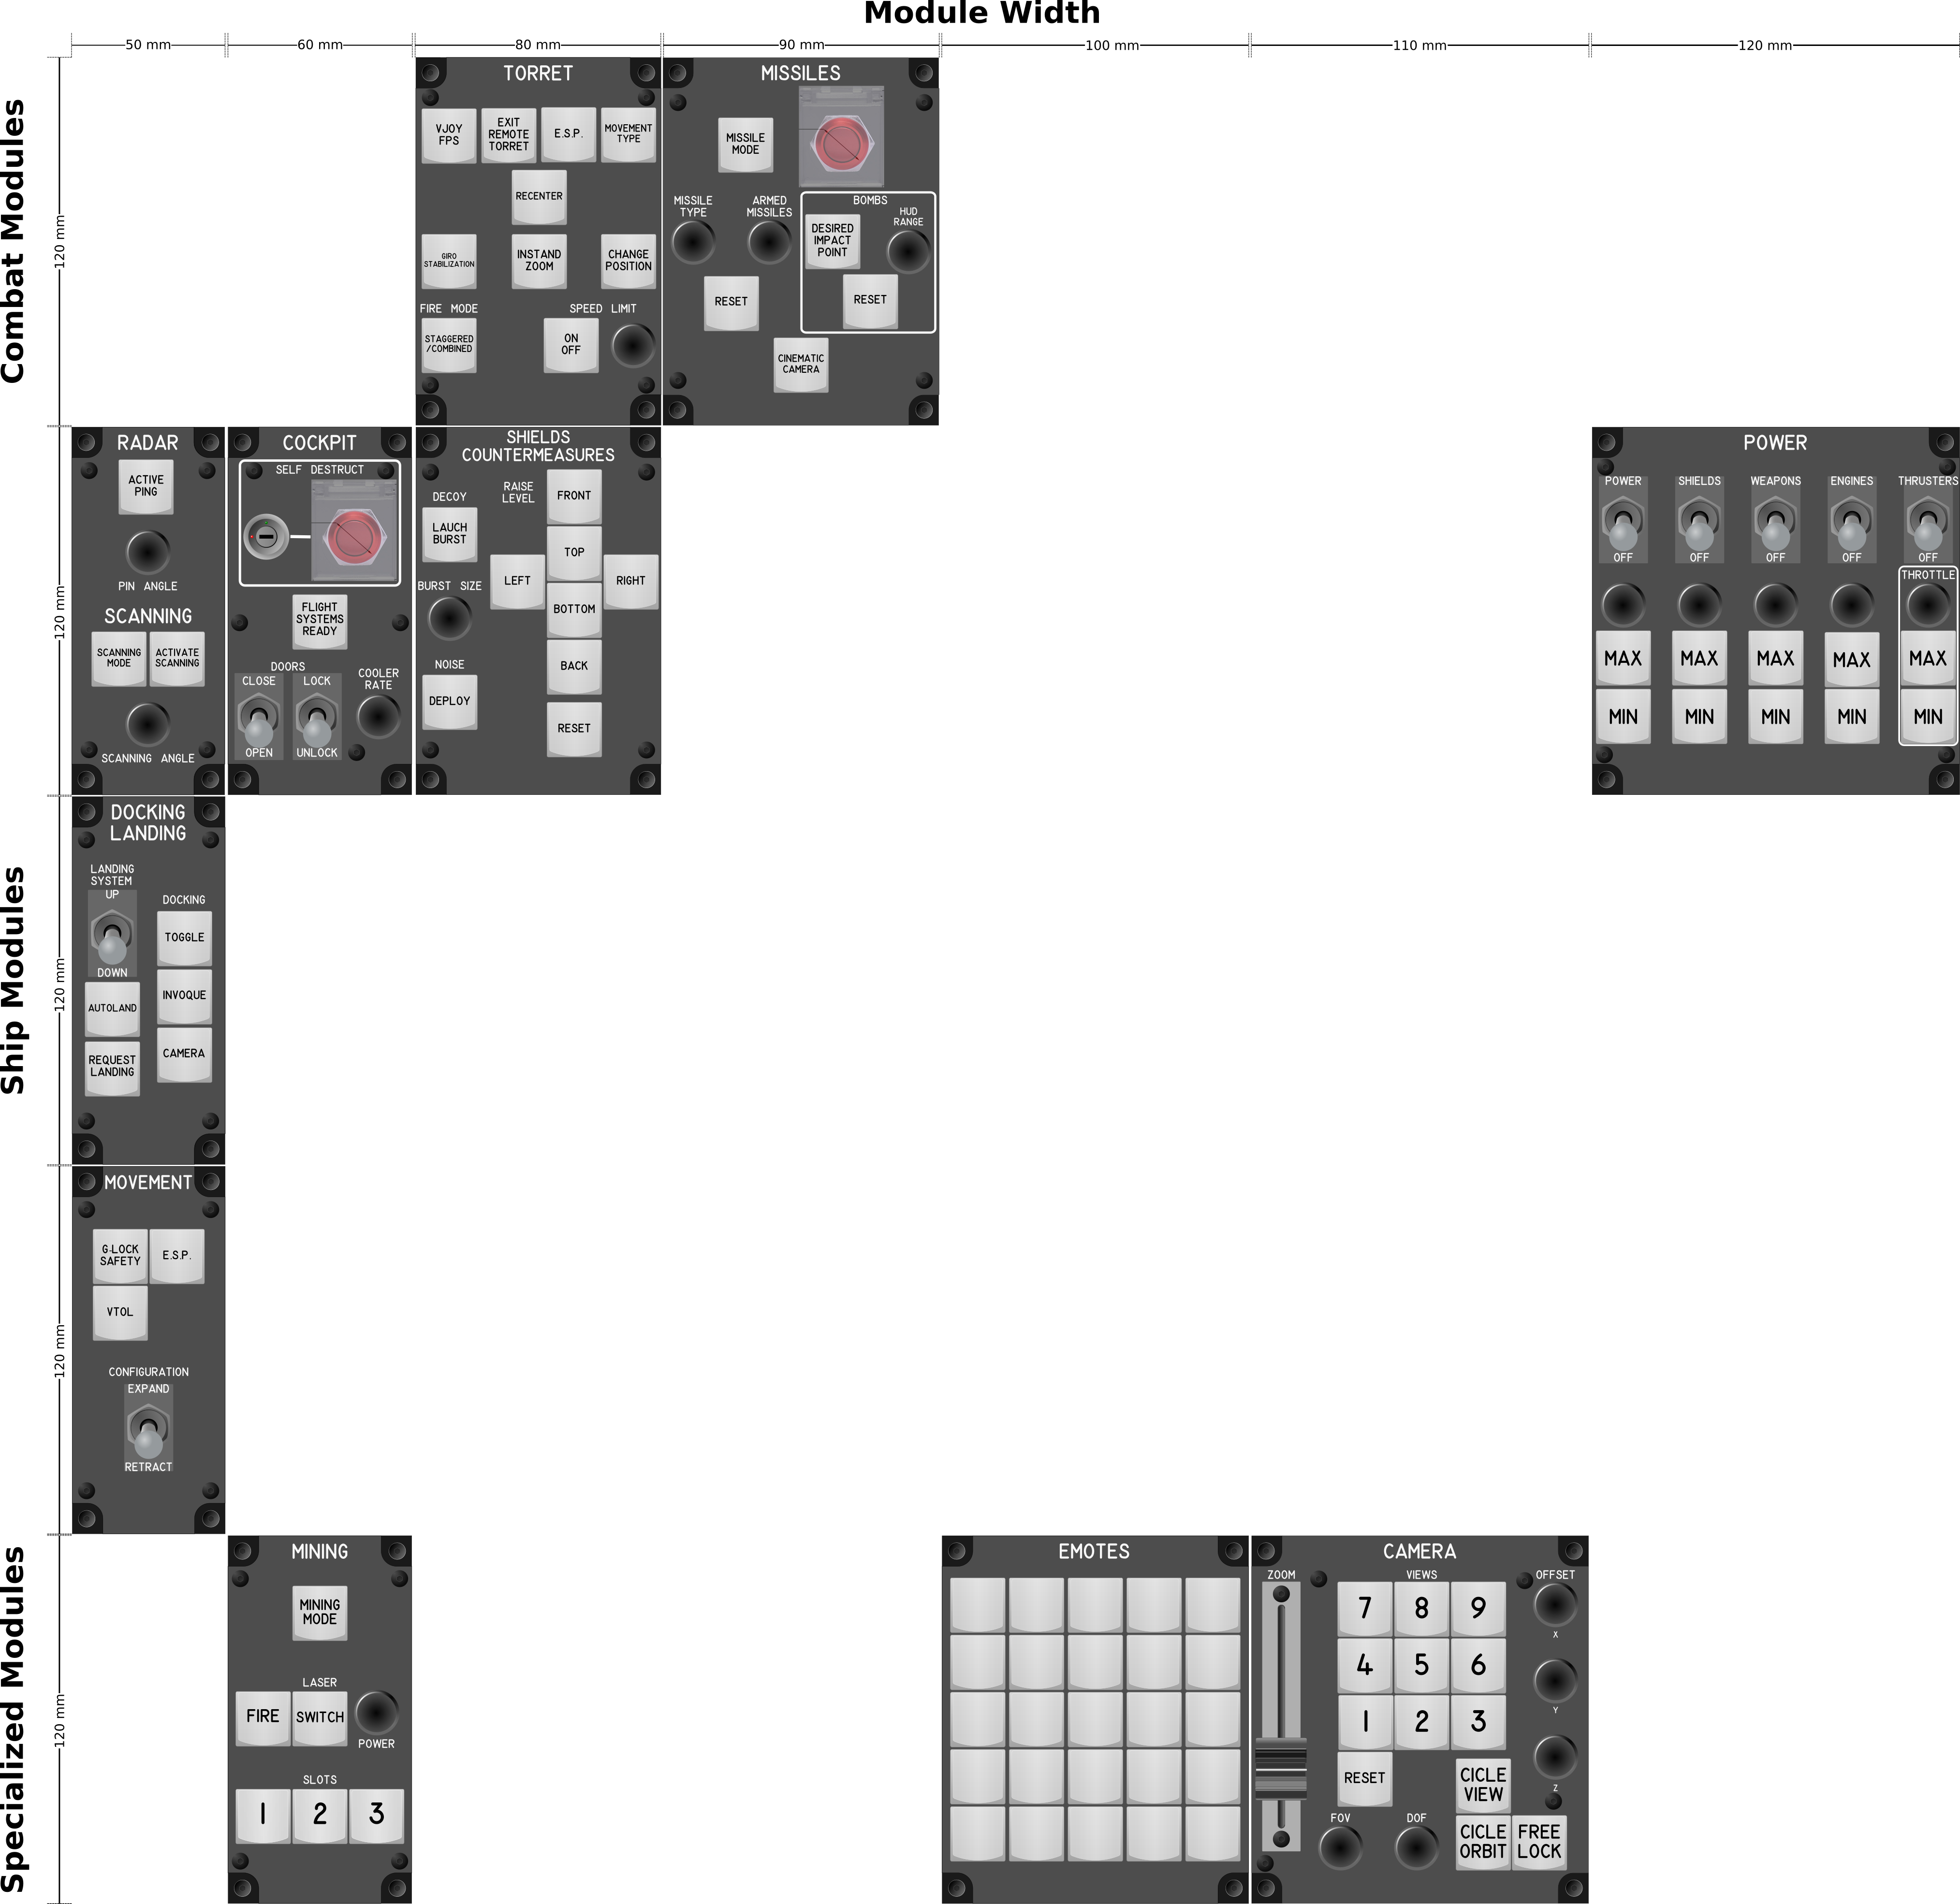 Module Width
50 mm
60 mm
80 mm
90 mm
100 mm
110 mm
120 mm
Combat Modules
120 mm
TORRET
VJOY
FPS
EXIT
REMOTE
TORRET
E.S.P.
MOVEMENT
TYPE
RECENTER
GIRO
STABILIZATION
INSTAND
ZOOM
CHANGE
POSITION
FIRE MODE
STAGGERED
/COMBINED
SPEED LIMIT
ON
OFF
MISSILES
MISSILE
MODE
MISSILE
TYPE
ARMED
MISSILES
RESET
BOMBS
DESIRED
IMPACT
POINT
HUD
RANGE
RESET
CINEMATIC
CAMERA
Ship Modules
120 mm
RADAR
ACTIVE
PING
PIN ANGLE
SCANNING
SCANNING
MODE
ACTIVATE
SCANNING
SCANNING ANGLE
COCKPIT
SELF DESTRUCT
FLIGHT
SYSTEMS
READY
DOORS
CLOSE
OPEN
LOCK
UNLOCK
COOLER
RATE
SHIELDS
COUNTERMEASURES
DECOY
LAUCH
BURST
BURST SIZE
NOISE
DEPLOY
RAISE
LEVEL
FRONT
TOP
LEFT
RIGHT
BOTTOM
BACK
RESET
POWER
POWER
OFF
MAX
MIN
SHIELDS
OFF
MAX
MIN
WEAPONS
OFF
MAX
MIN
ENGINES
OFF
MAX
MIN
THRUSTERS
OFF
THROTTLE
MAX
MIN
120 mm
DOCKING
LANDING
LANDING
SYSTEM
UP
DOWN
AUTOLAND
REQUEST
LANDING
DOCKING
TOGGLE
INVOQUE
CAMERA
120 mm
MOVEMENT
G-LOCK
SAFETY
E.S.P.
VTOL
CONFIGURATION
EXPAND
RETRACT
Specialized Modules
120 mm
MINING
MINING
MODE
LASER
FIRE
SWITCH
POWER
SLOTS
1
2
3
EMOTES
CAMERA
ZOOM
VIEWS
7
8
9
4
5
6
1
2
3
RESET
OFFSET
X
Y
Z
FOV
DOF
CICLE
VIEW
CICLE
ORBIT
FREE
LOCK